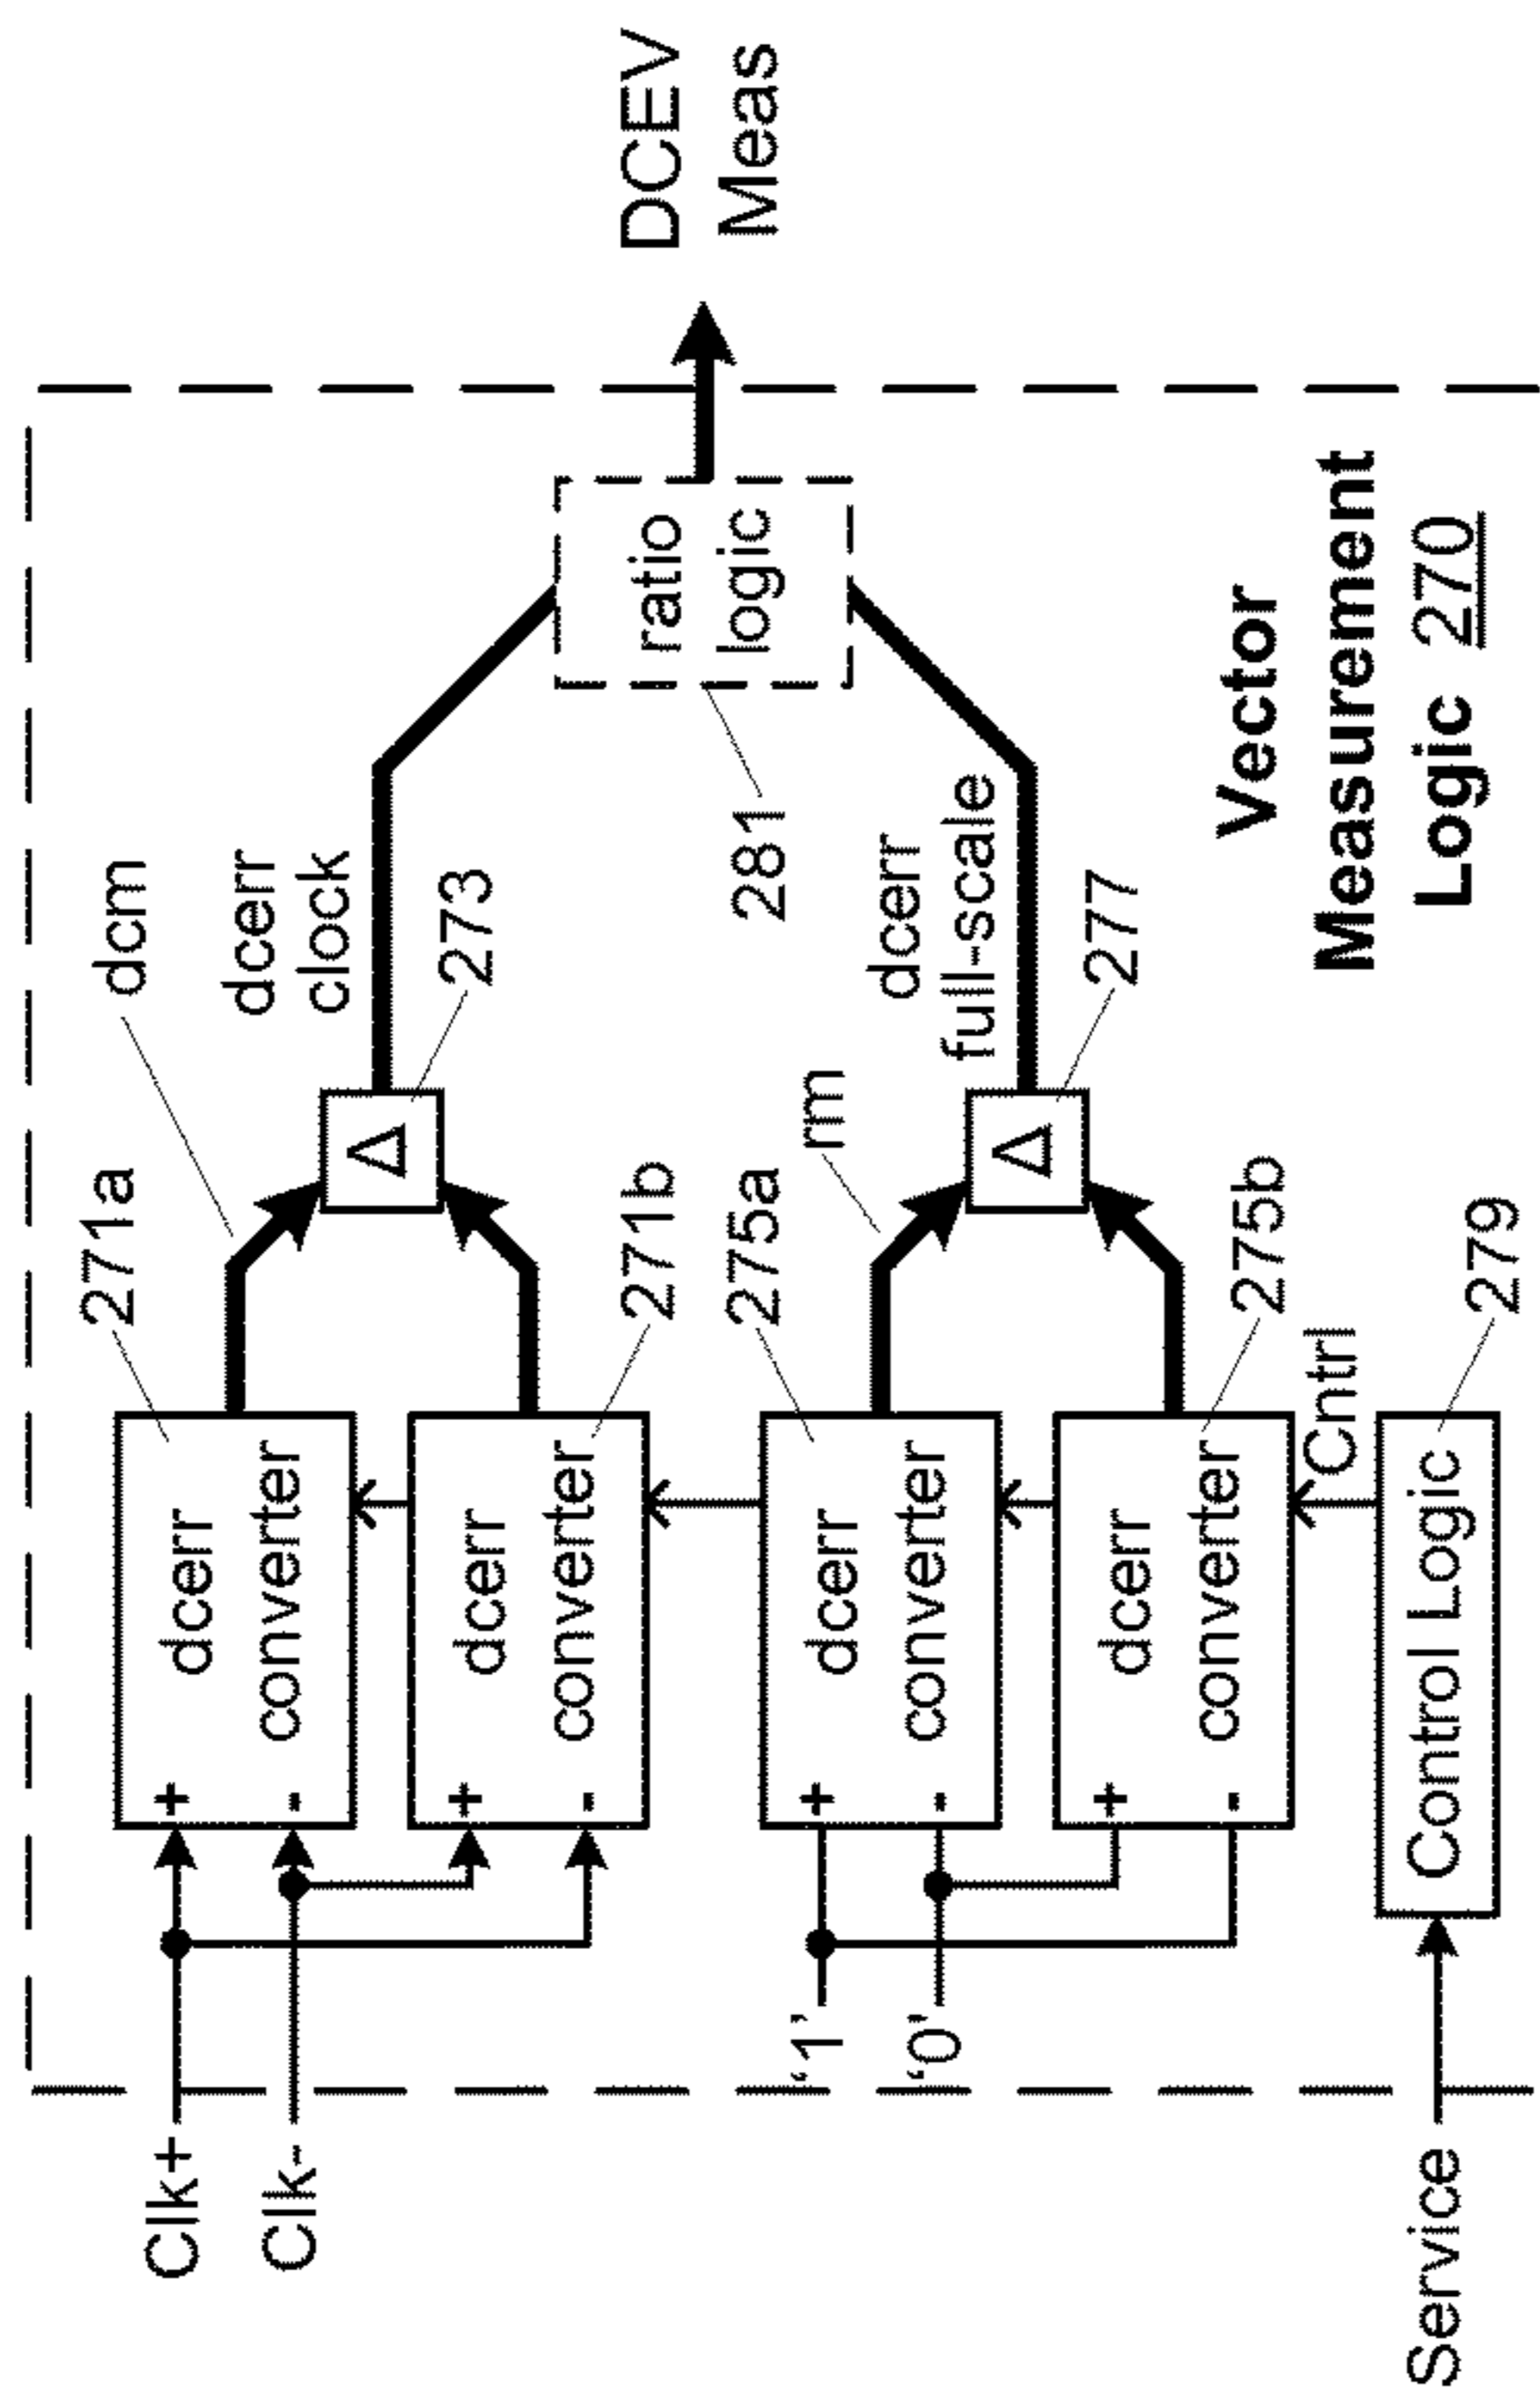 Clk+
Clk-
271a
dcm
+
-
dcerr
converter
dcerr
clock
Δ
273
271b
+
-
dcerr
converter
ratio
logic
281
DCEV
Meas
275a
rm
‘1’
‘0'
+
-
dcerr
converter
dcerr
full-scale
Δ
277
275b
+
-
dcerr
converter
Cntrl
279
Service
Control Logic
Vector
Measurement
Logic 270